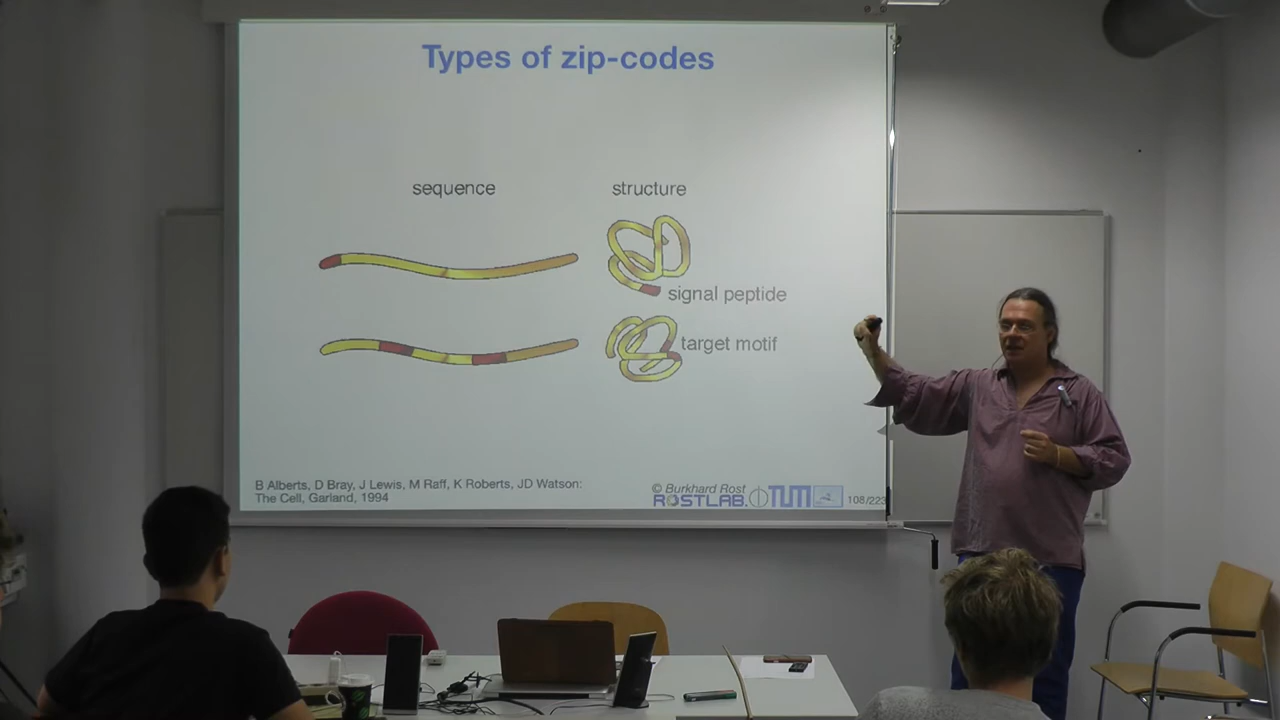 Types of zip-codes
sequence
structure
signal peptide
target motif
B Alberts, D Bray, J Lewis, M Raff, K Roberts, JD Watson:
The Cell, Garland, 1994
© Burkhard Rost
ROSTLAB. TUM
108/223